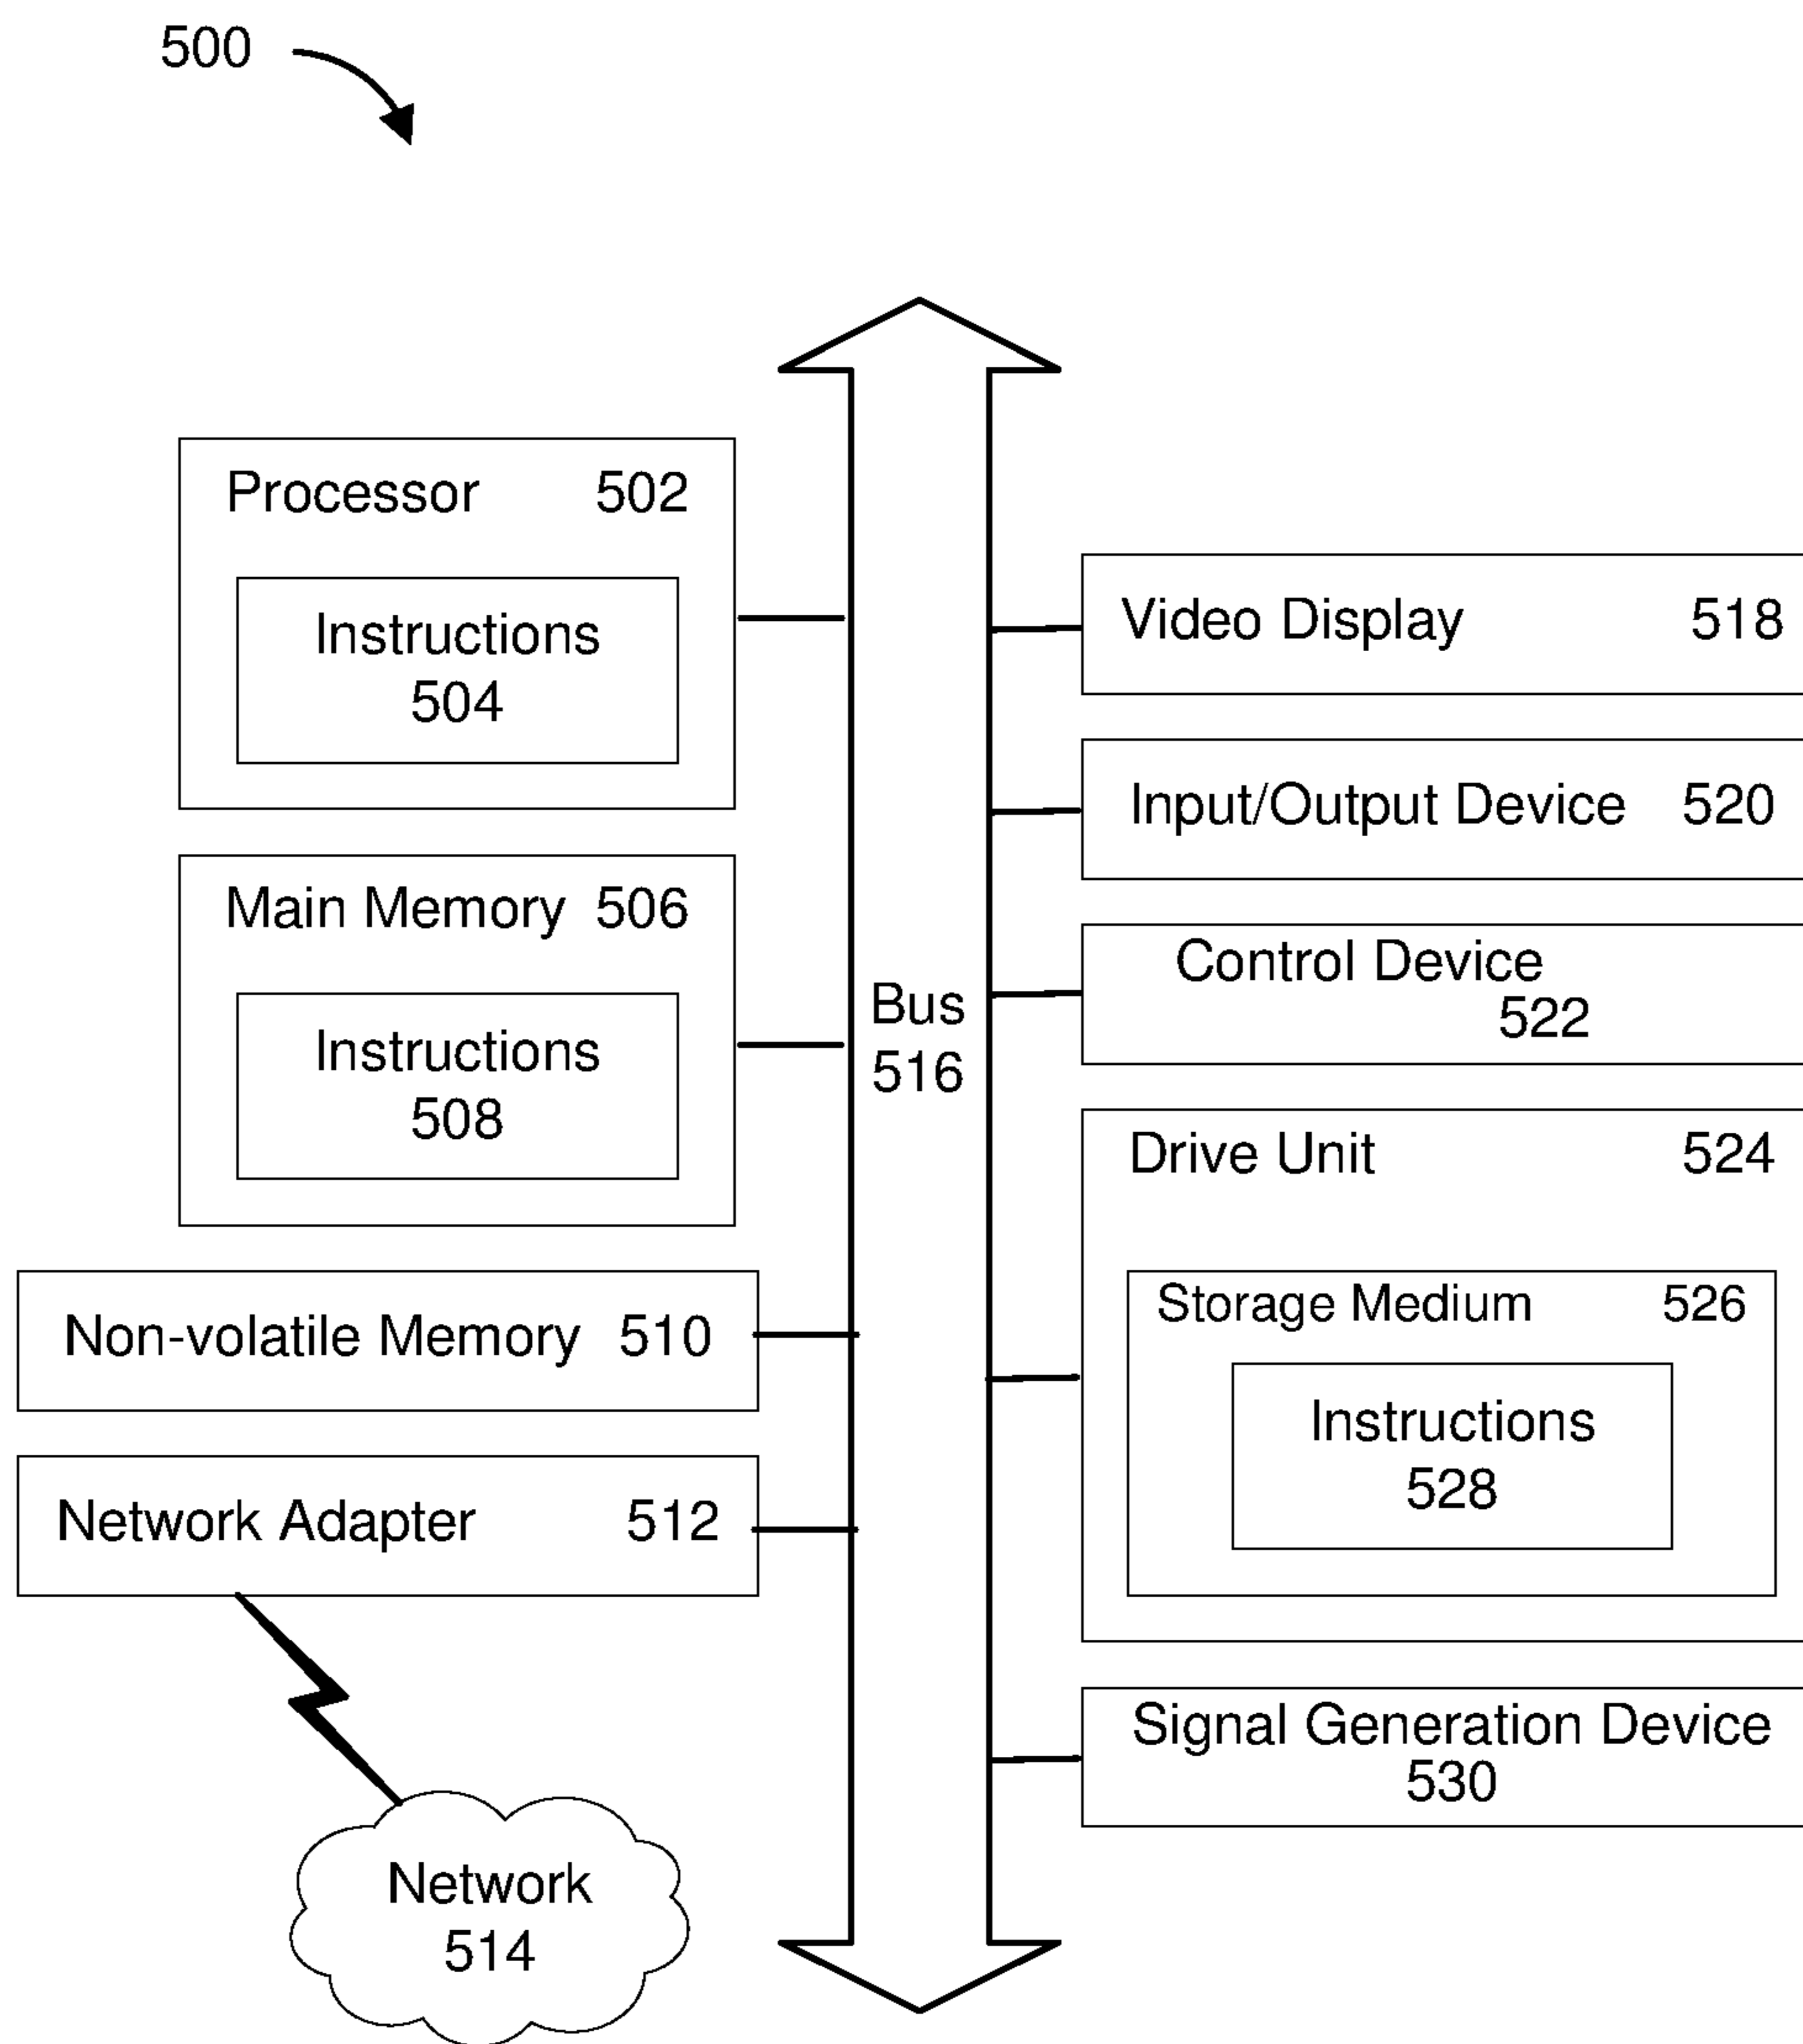 500
Processor 502
Instructions
504
Main Memory 506
Instructions
508
Non-volatile Memory 510
Network Adapter 512
Network
514
Bus
516
Video Display 518
Input/Output Device 520
Control Device
522
Drive Unit 524
Storage Medium 526
Instructions
528
Signal Generation Device
530